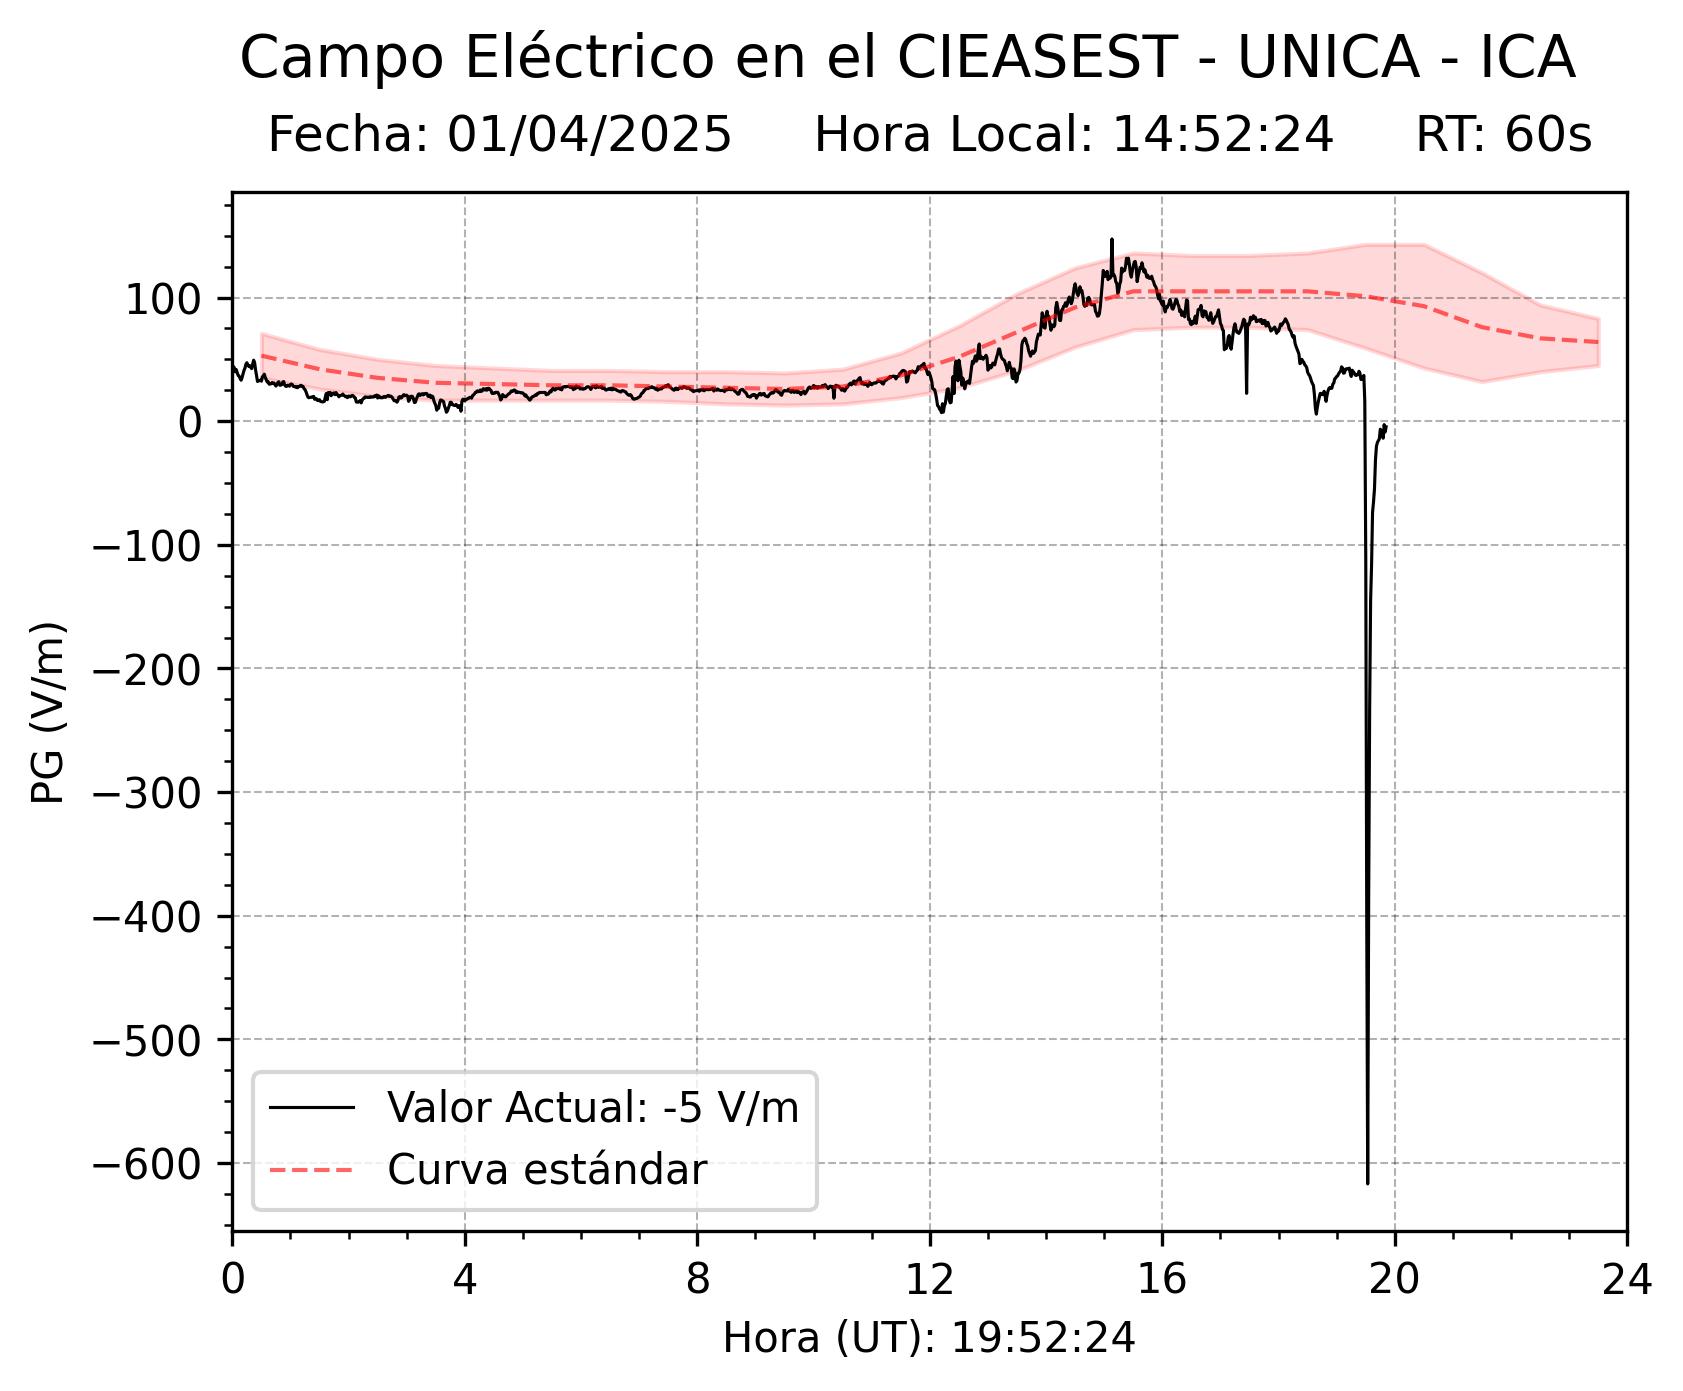 Campo Eléctrico en el CIEASEST - UNICA - ICA
Fecha: 01/04/2025 Hora Local: 14:52:24 RT: 60s
PG (V/m)
100
0
−100
−200
−300
−400
−500
−600
Valor Actual: -5 V/m
Curva estándar
0 4 8 12 16 20 24
Hora (UT): 19:52:24